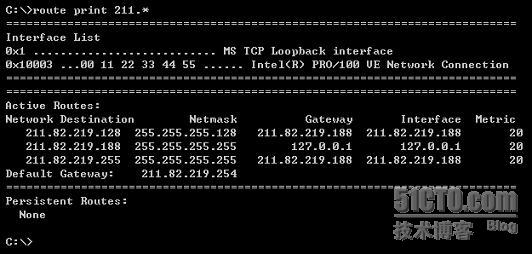 C:\>route print 211.*
===========================================================================
Interface List
0x1 ........................... MS TCP Loopback interface
0x10003 ...00 11 22 33 44 55 ...... Intel(R) PRO/100 VE Network Connection
===========================================================================
===========================================================================
Active Routes:
Network Destination        Netmask          Gateway       Interface  Metric
211.82.219.128  255.255.255.128   211.82.219.188  211.82.219.188      20
211.82.219.188  255.255.255.255        127.0.0.1       127.0.0.1      20
211.82.219.255  255.255.255.255   211.82.219.188  211.82.219.188      20
Default Gateway:    211.82.219.254
===========================================================================
Persistent Routes:
None
C:\>
51CTO.com
技术博客 Blog